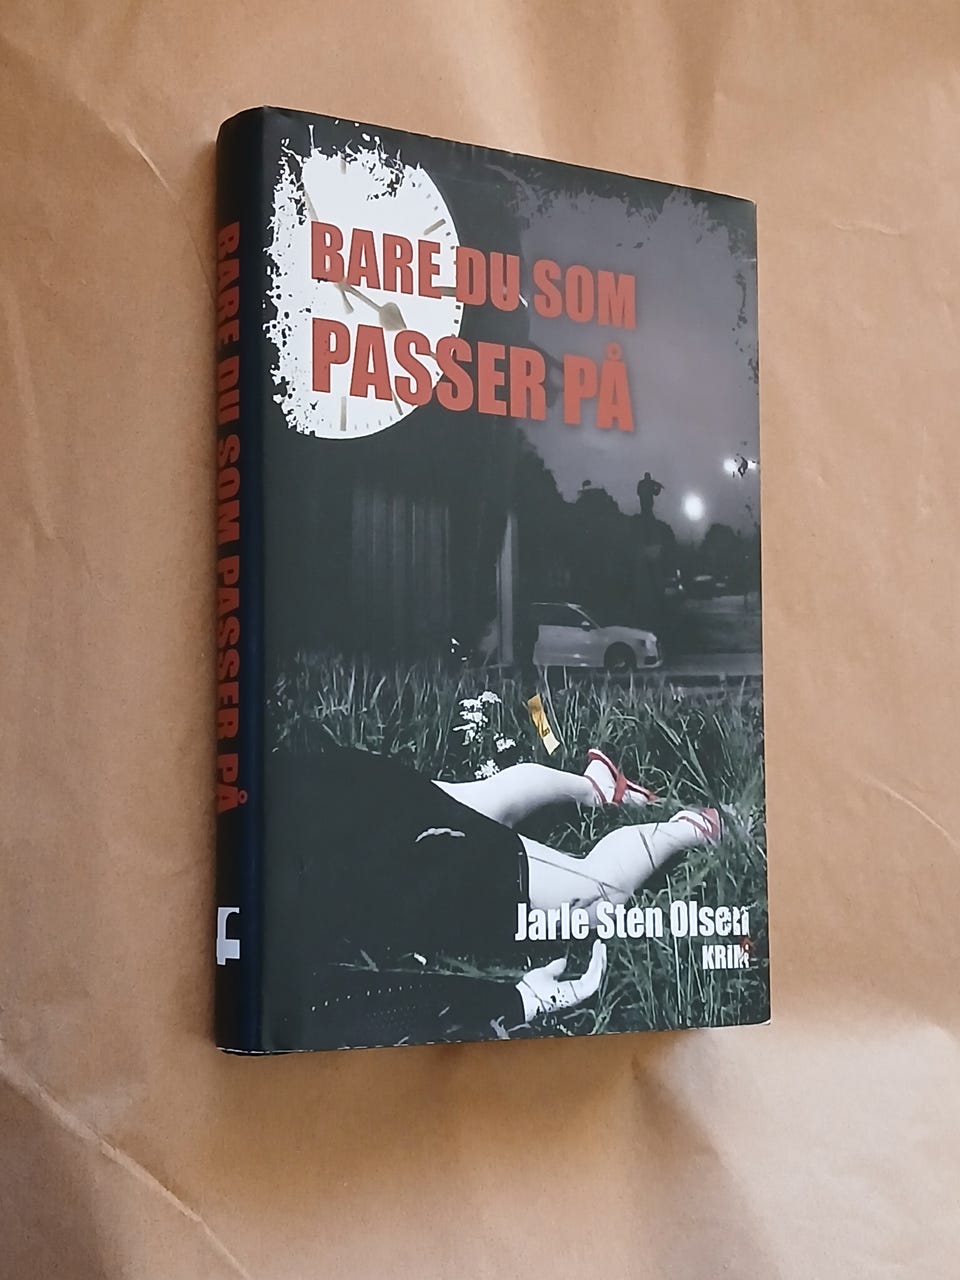 BARE DU SOM
PASSER PÅ
Jarle Sten Olsen
KRIM
BARE DU SOM PASSER PÅ